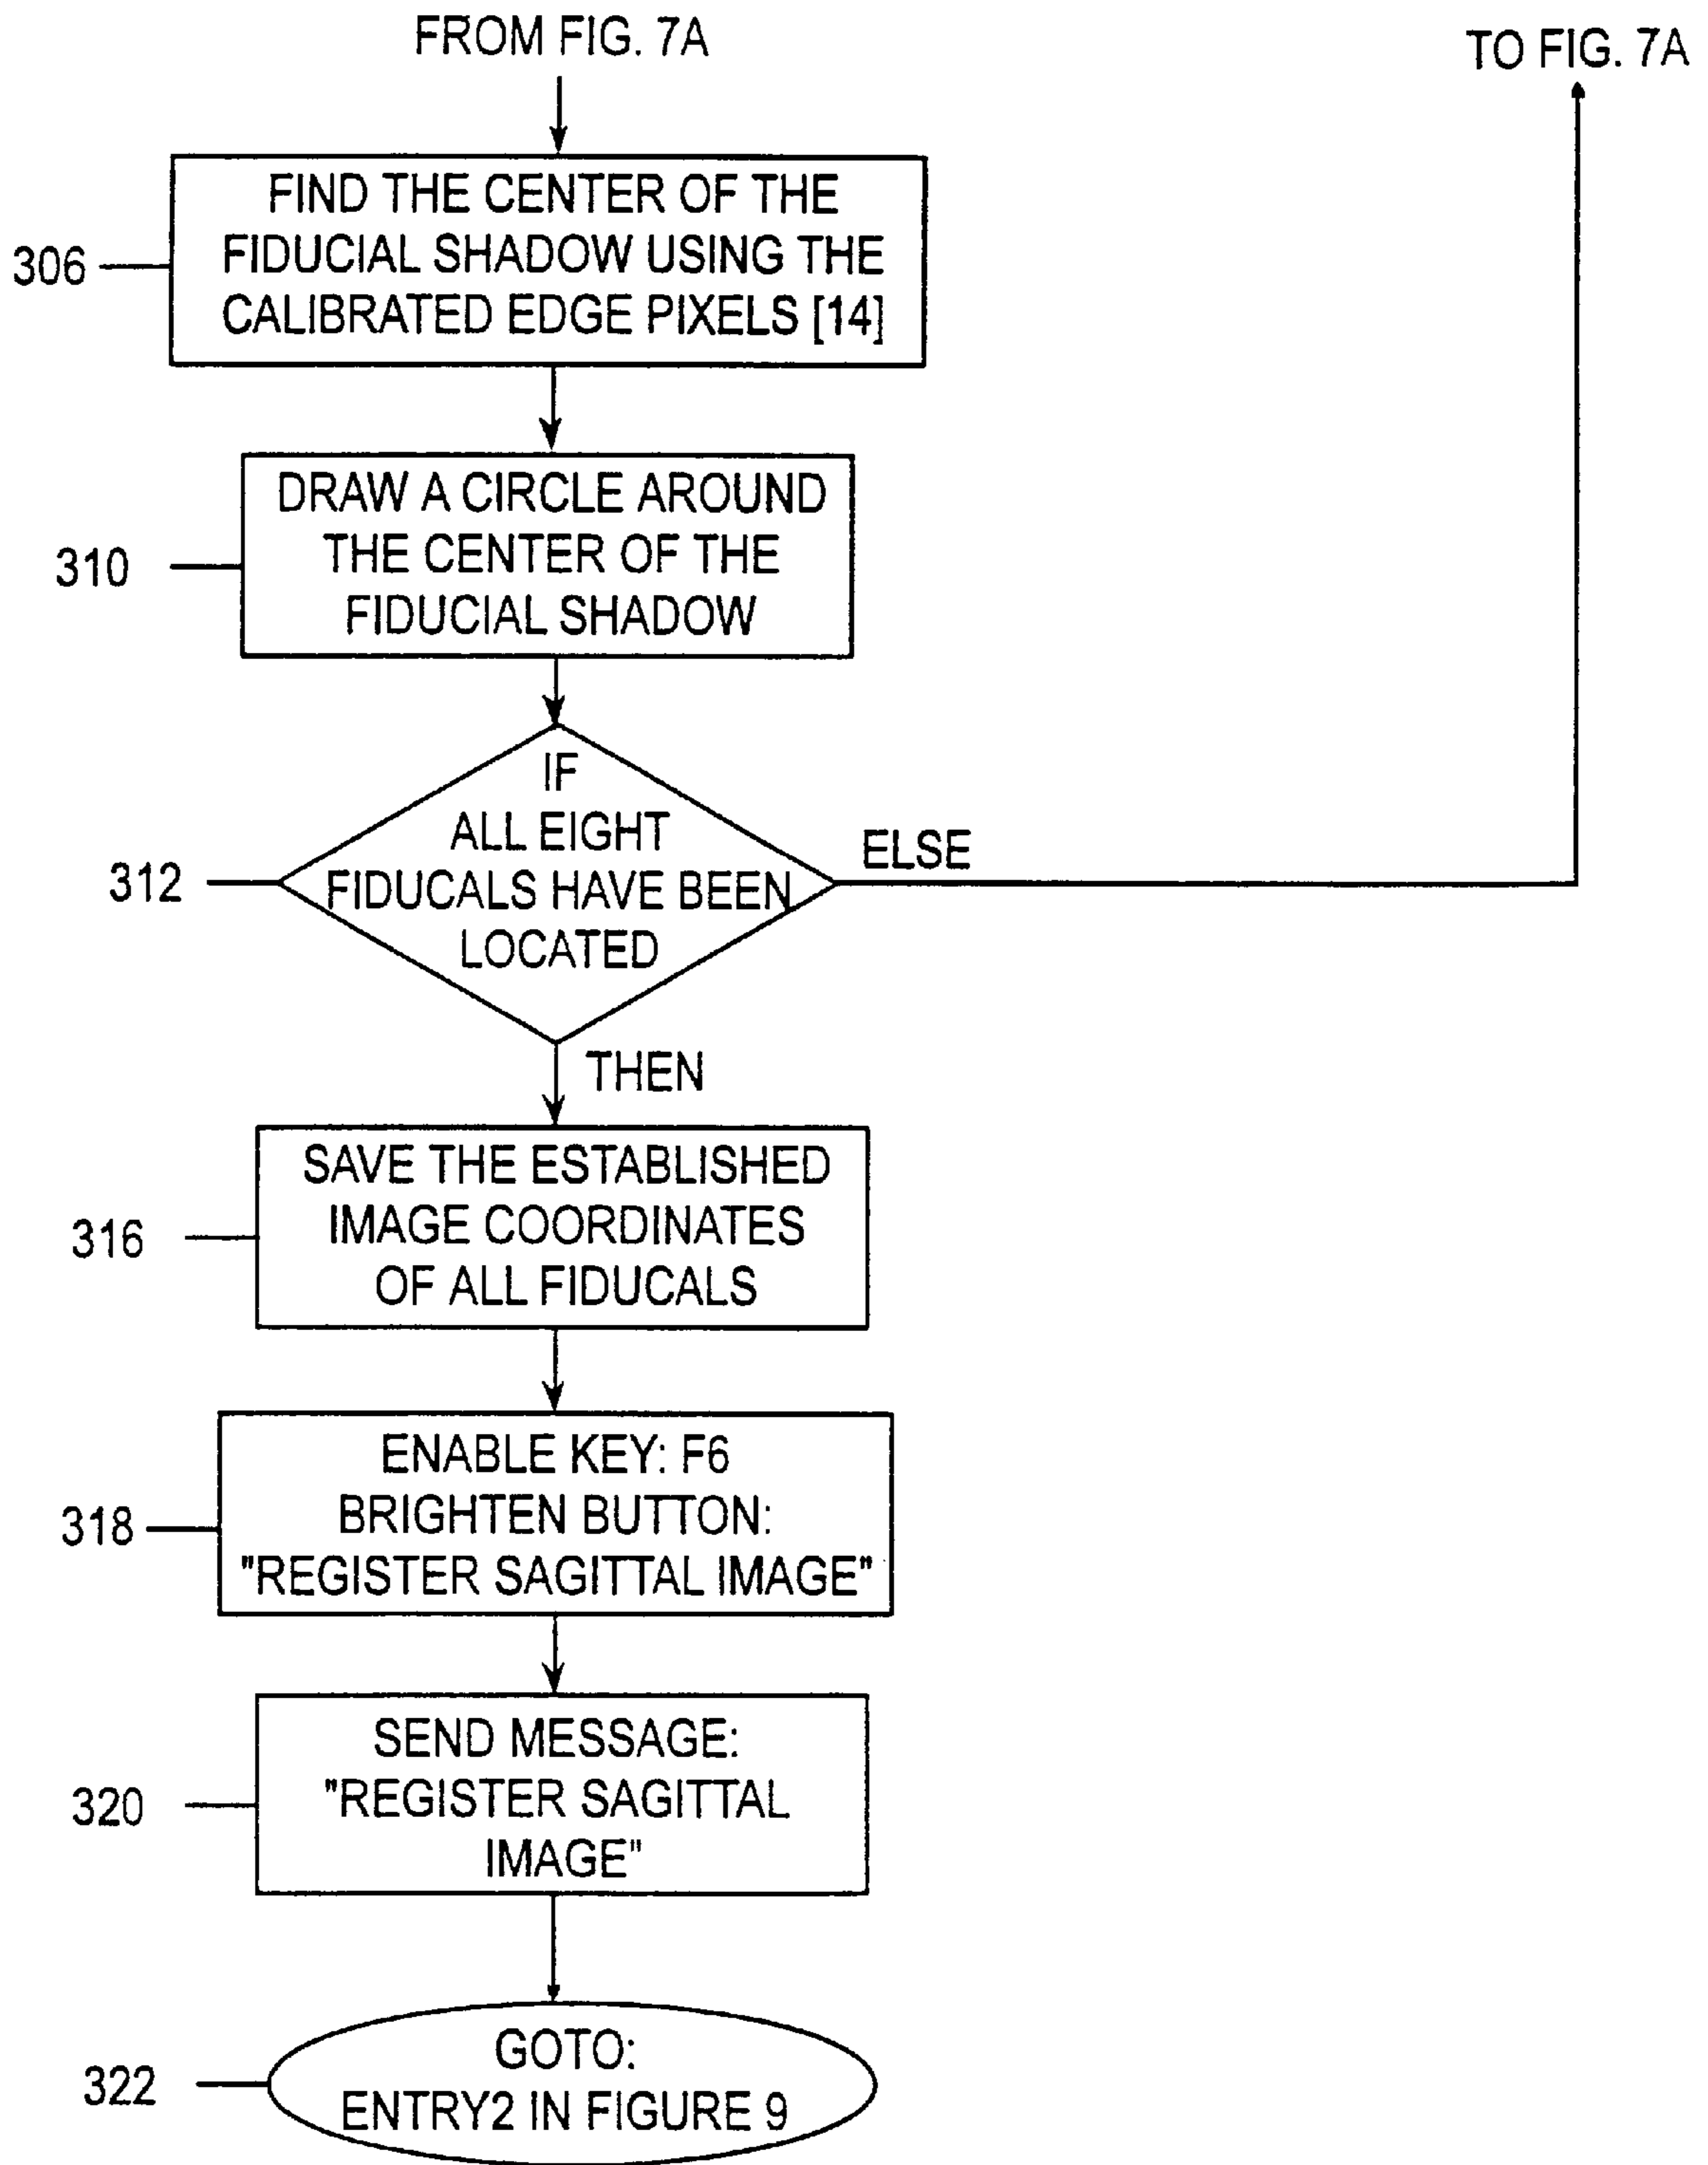 FROM FIG. 7A
TO FIG. 7A
306
FIND THE CENTER OF THE
FIDUCIAL SHADOW USING THE
CALIBRATED EDGE PIXELS [14]
310
DRAW A CIRCLE AROUND
THE CENTER OF THE
FIDUCIAL SHADOW
312
IF
ALL EIGHT
FIDUCALS HAVE BEEN
LOCATED
ELSE
THEN
316
SAVE THE ESTABLISHED
IMAGE COORDINATES
OF ALL FIDUCALS
318
ENABLE KEY: F6
BRIGHTEN BUTTON:
"REGISTER SAGITTAL IMAGE"
320
SEND MESSAGE:
"REGISTER SAGITTAL
IMAGE"
322
GOTO:
ENTRY2 IN FIGURE 9